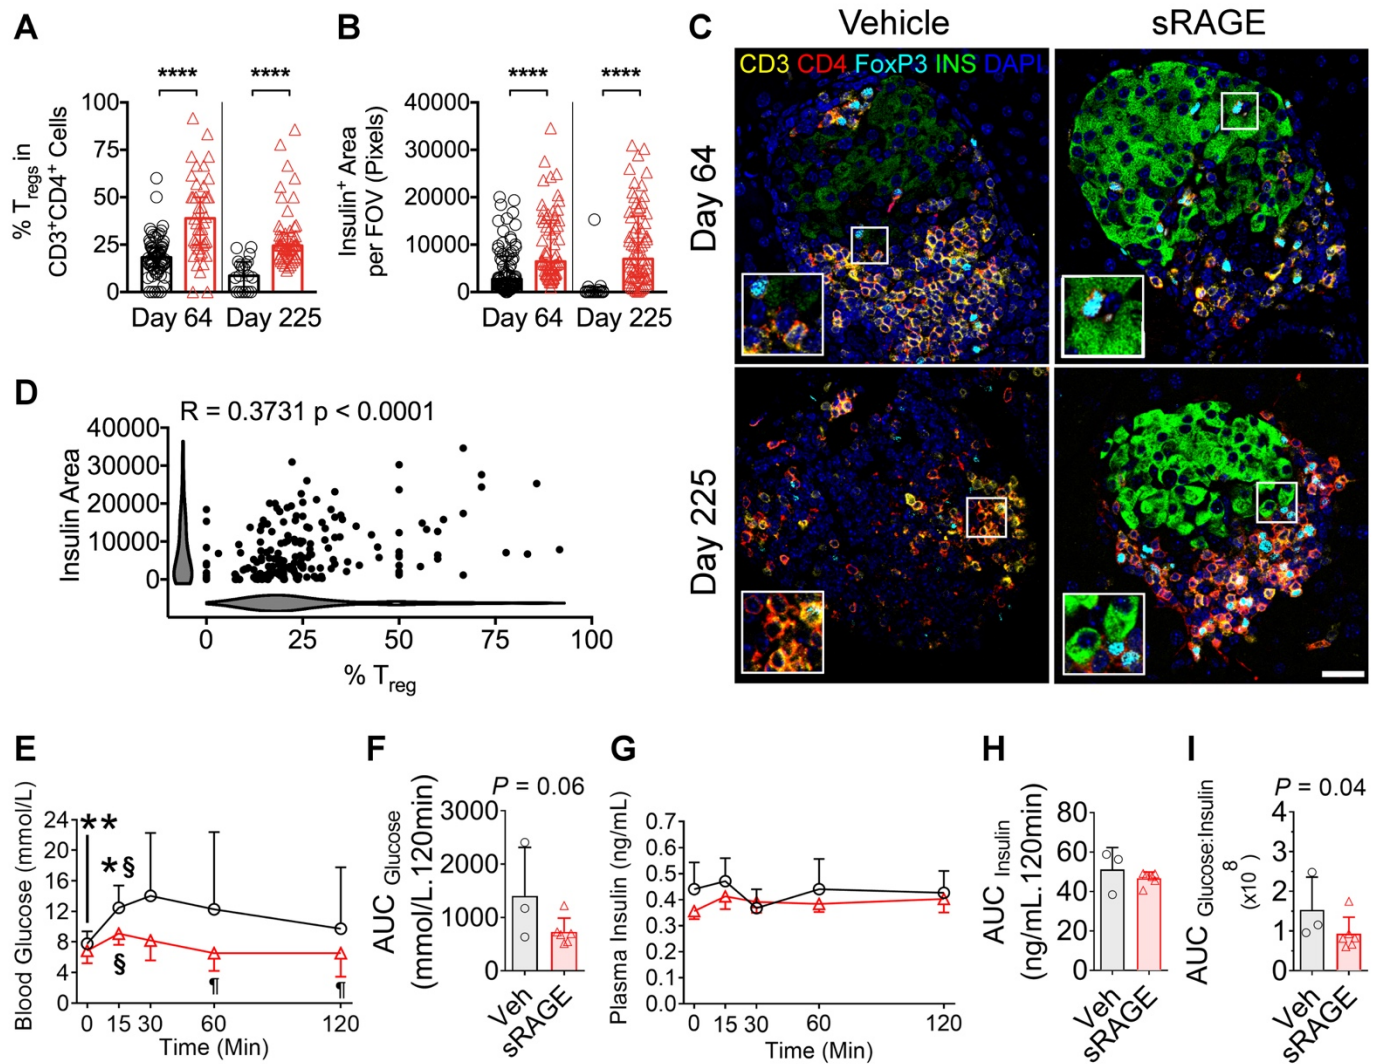 A
**** ****
% Tregs in
CD3+CD4+ Cells
100
75
50
25
0
Day 64 Day 225
B
**** ****
Insulin+ Area
per FOV (Pixels)
40000
30000
20000
10000
0
Day 64 Day 225
C
Vehicle sRAGE
CD3 CD4 FoxP3 INS DAPI
Day 64
Day 225
D
R = 0.3731 p < 0.0001
Insulin Area
40000
30000
20000
10000
0
0 25 50 75 100
% Treg
E
Blood Glucose (mmol/L)
24
20
16
12
8
4
0
**
* §
§
¶ ¶
0 15 30 60 120
Time (Min)
F
P = 0.06
AUC Glucose
(mmol/L.120min)
3000
2000
1000
0
Veh
sRAGE
G
Plasma Insulin (ng/mL)
0.7
0.6
0.5
0.4
0.3
0.2
0.1
0.0
0 15 30 60 120
Time (Min)
H
AUC Insulin
(ng/mL.120min)
80
60
40
20
0
Veh
sRAGE
I
P = 0.04
AUC Glucose:Insulin
(x10 8)
4
3
2
1
0
Veh
sRAGE